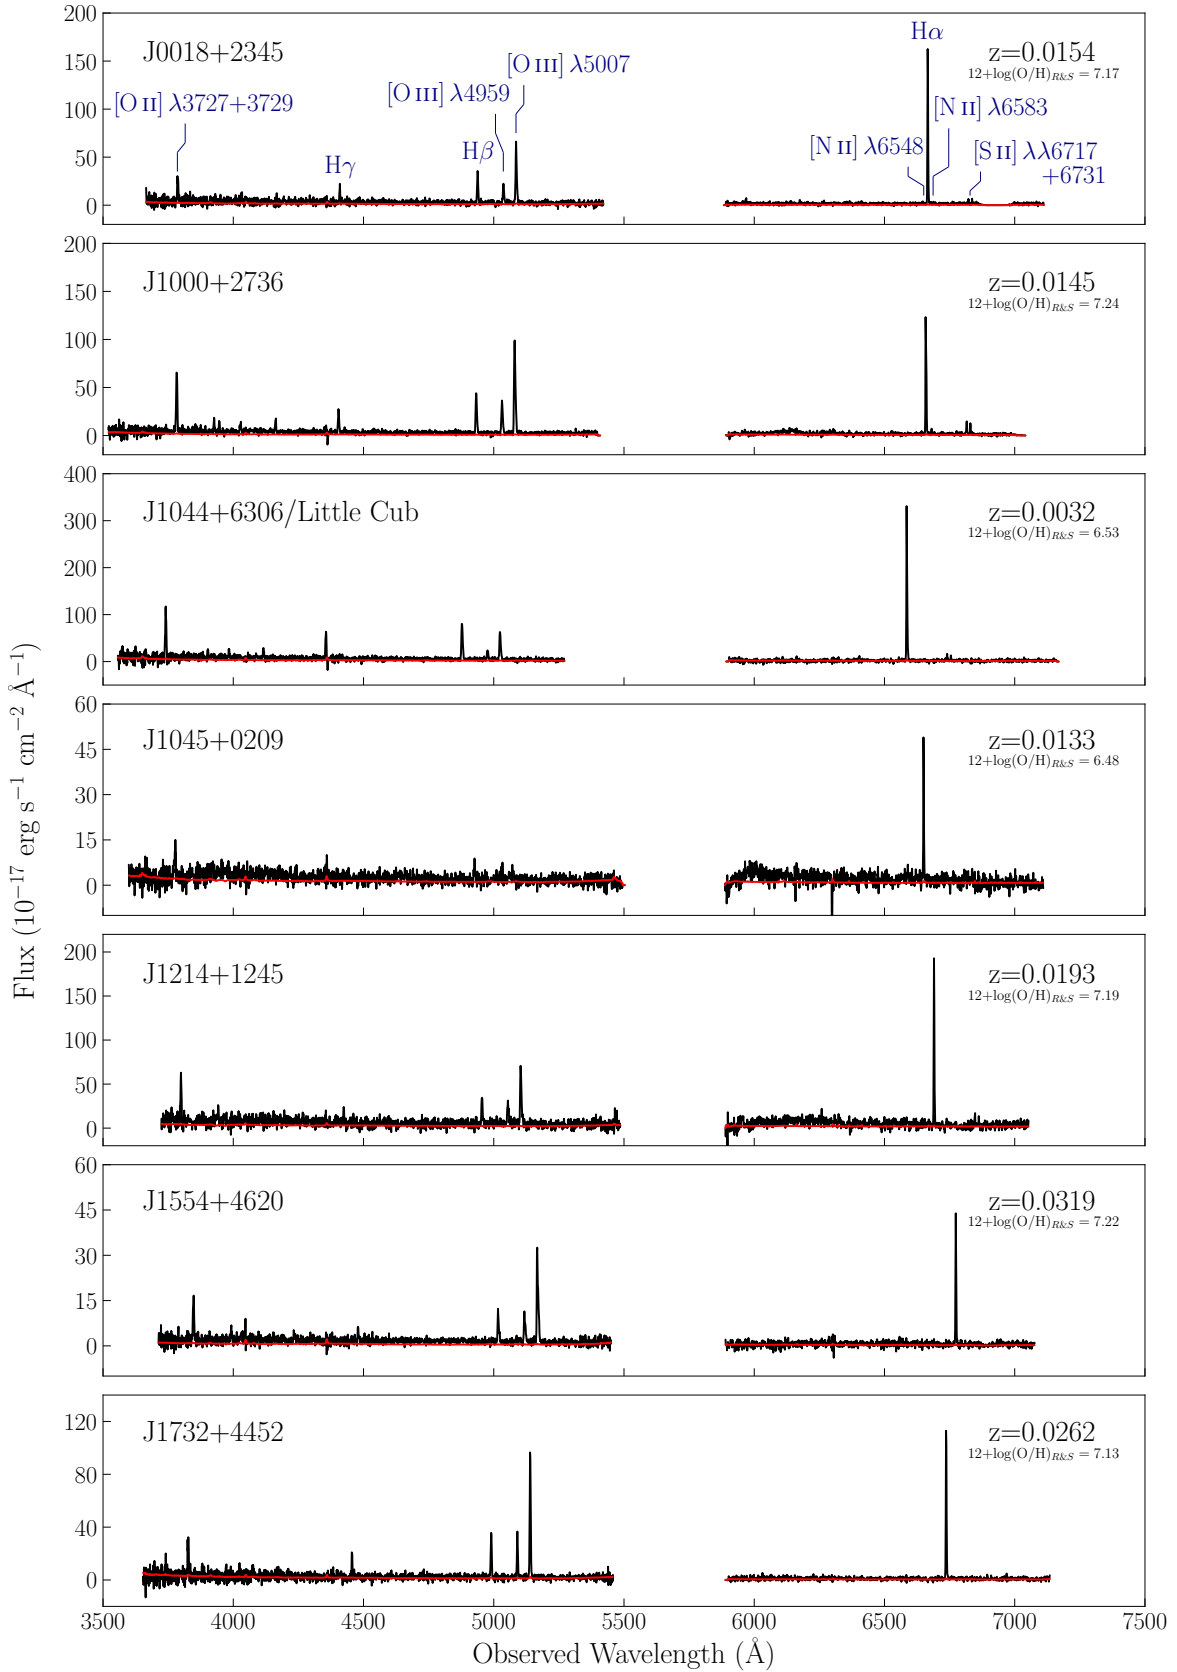 Flux (10⁻¹⁷ erg s⁻¹ cm⁻² Å⁻¹)
200
150
100
50
0
J0018+2345
[O II] λ3727+3729
Hγ
Hβ
[O III] λ4959
[O III] λ5007
Hα
[N II] λ6548
[N II] λ6583
[S II] λλ6717
+6731
z=0.0154
12+log(O/H)R&S = 7.17
200
150
100
50
0
J1000+2736
z=0.0145
12+log(O/H)R&S = 7.24
400
300
200
100
0
J1044+6306/Little Cub
z=0.0032
12+log(O/H)R&S = 6.53
60
45
30
15
0
J1045+0209
z=0.0133
12+log(O/H)R&S = 6.48
200
150
100
50
0
J1214+1245
z=0.0193
12+log(O/H)R&S = 7.19
60
45
30
15
0
J1554+4620
z=0.0319
12+log(O/H)R&S = 7.22
120
80
40
0
J1732+4452
z=0.0262
12+log(O/H)R&S = 7.13
3500 4000 4500 5000 5500 6000 6500 7000 7500
Observed Wavelength (Å)